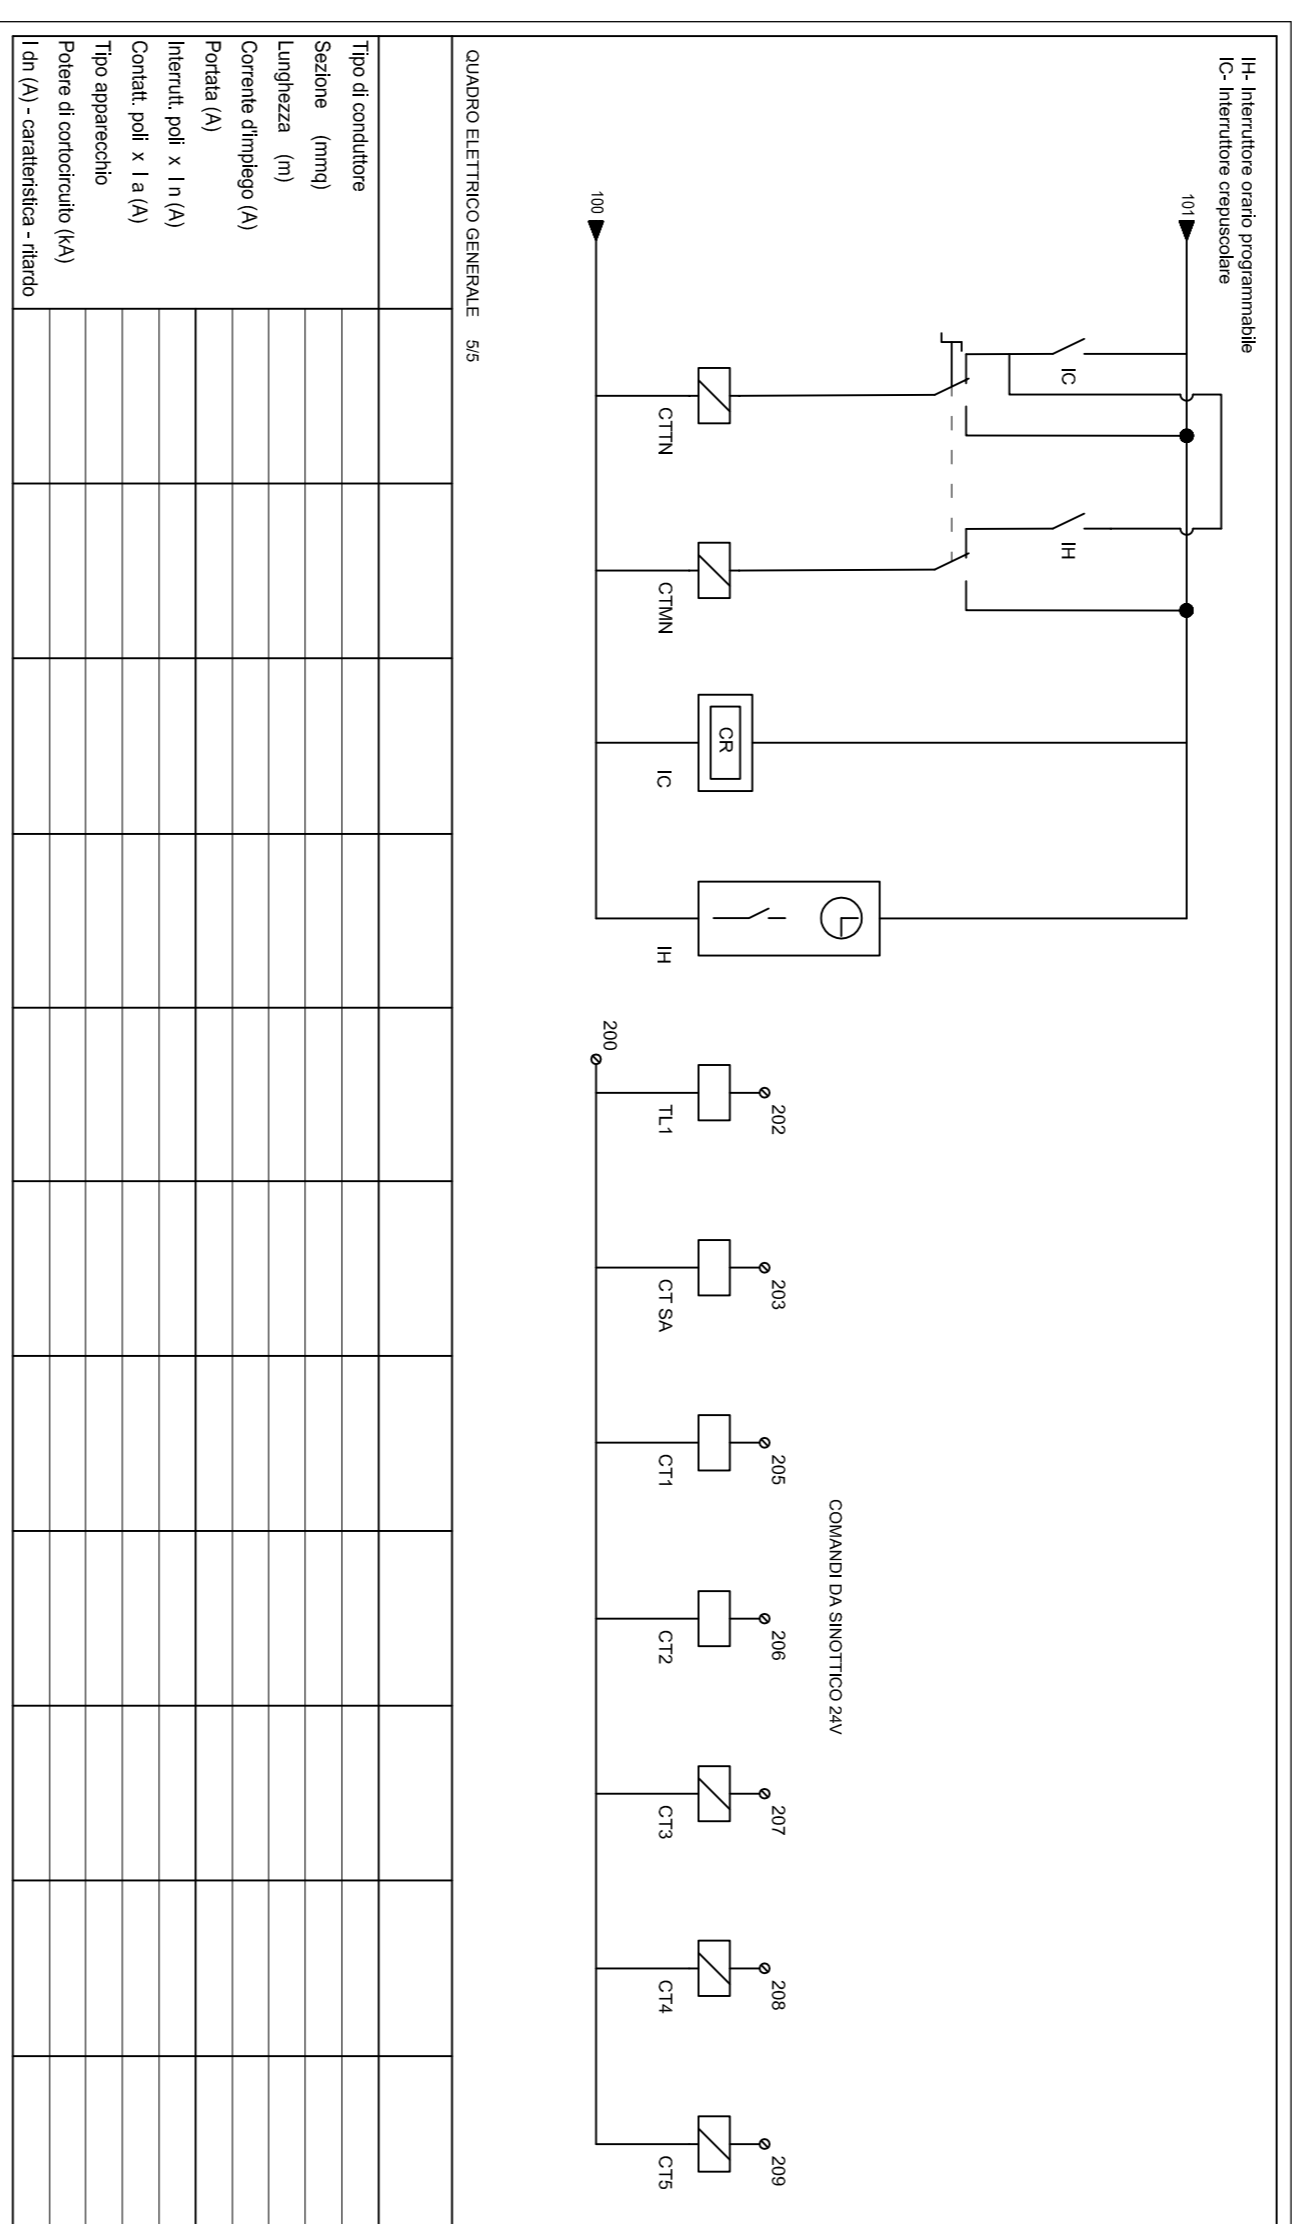 IH- Interruttore orario programmabile
IC- Interruttore crepuscolare
101
IC
IH
100
CTTN
CTMN
CR
IC
IH
COMANDI DA SINOTTICO 24V
200
202
203
205
206
207
208
209
TL1
CT SA
CT1
CT2
CT3
CT4
CT5
QUADRO ELETTRICO GENERALE 5/5
Tipo di conduttore
Sezione (mmq)
Lunghezza (m)
Corrente d'impiego (A)
Portata (A)
Interrutt. poli x I n (A)
Contatt. poli x I a (A)
Tipo apparecchio
Potere di cortocircuito (kA)
I dn (A) - caratteristica - ritardo